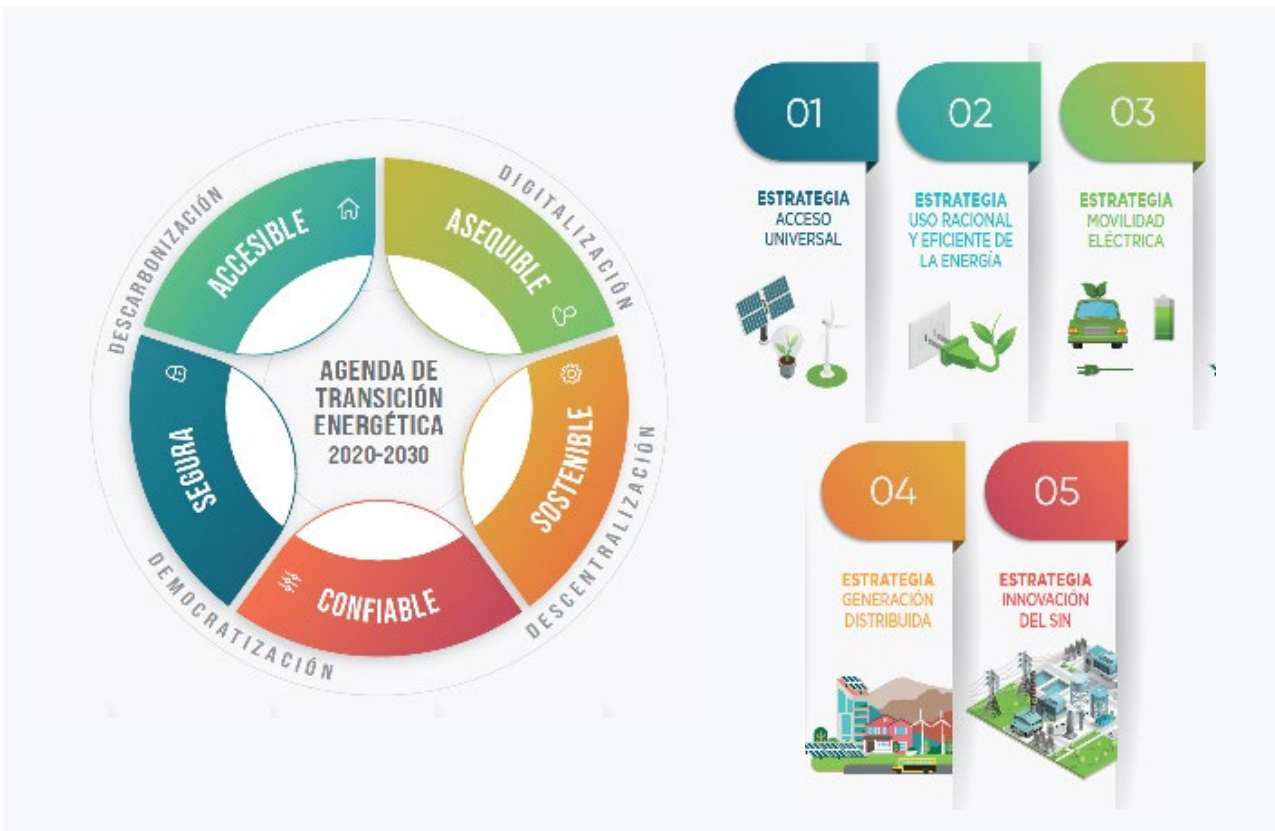 DESCARBONIZACIÓN
DIGITALIZACIÓN
DESCENTRALIZACIÓN
DEMOCRATIZACIÓN
ACCESIBLE
ASEQUIBLE
SOSTENIBLE
CONFIABLE
SEGURA
AGENDA DE
TRANSICIÓN
ENERGÉTICA
2020-2030
01
ESTRATEGIA
ACCESO
UNIVERSAL
02
ESTRATEGIA
USO RACIONAL
Y EFICIENTE DE
LA ENERGÍA
03
ESTRATEGIA
MOVILIDAD
ELÉCTRICA
04
ESTRATEGIA
GENERACIÓN
DISTRIBUIDA
05
ESTRATEGIA
INNOVACIÓN
DEL SIN